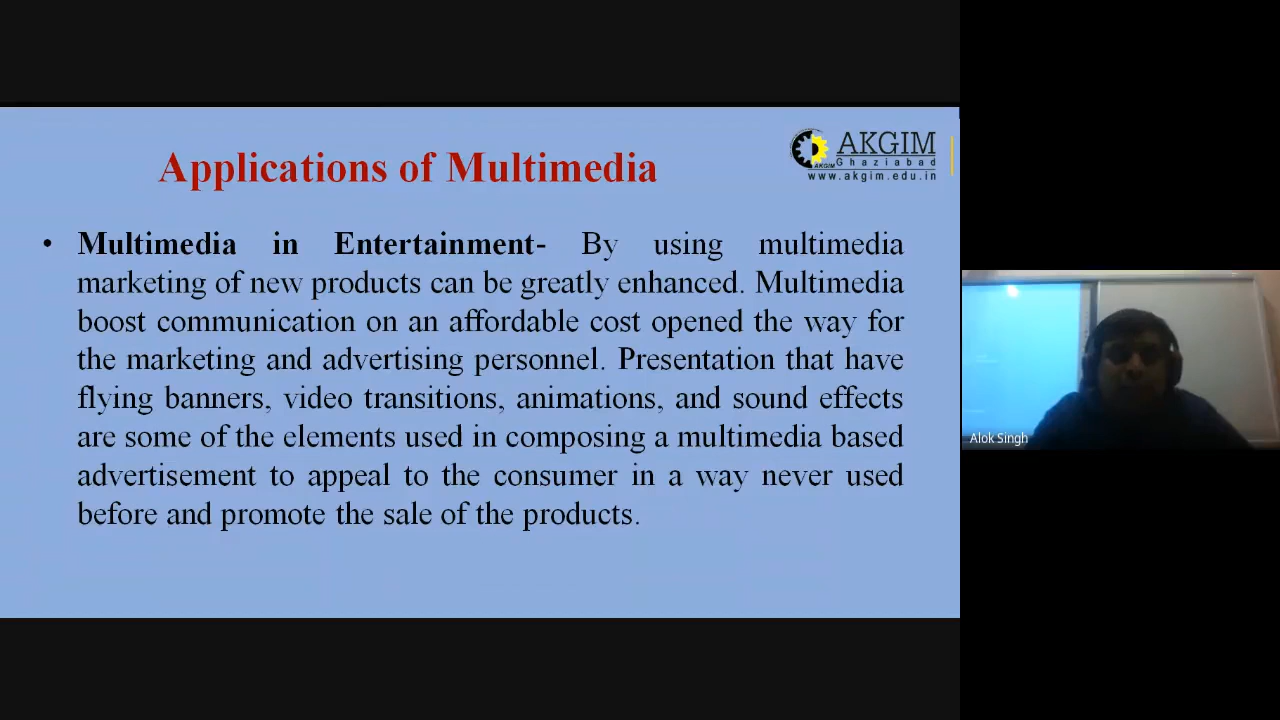 Applications of Multimedia
AKGIM
Ghaziabad
AKGIM
www.akgim.edu.in
• Multimedia in Entertainment- By using multimedia
marketing of new products can be greatly enhanced. Multimedia
boost communication on an affordable cost opened the way for
the marketing and advertising personnel. Presentation that have
flying banners, video transitions, animations, and sound effects
are some of the elements used in composing a multimedia based
advertisement to appeal to the consumer in a way never used
before and promote the sale of the products.
Alok Singh